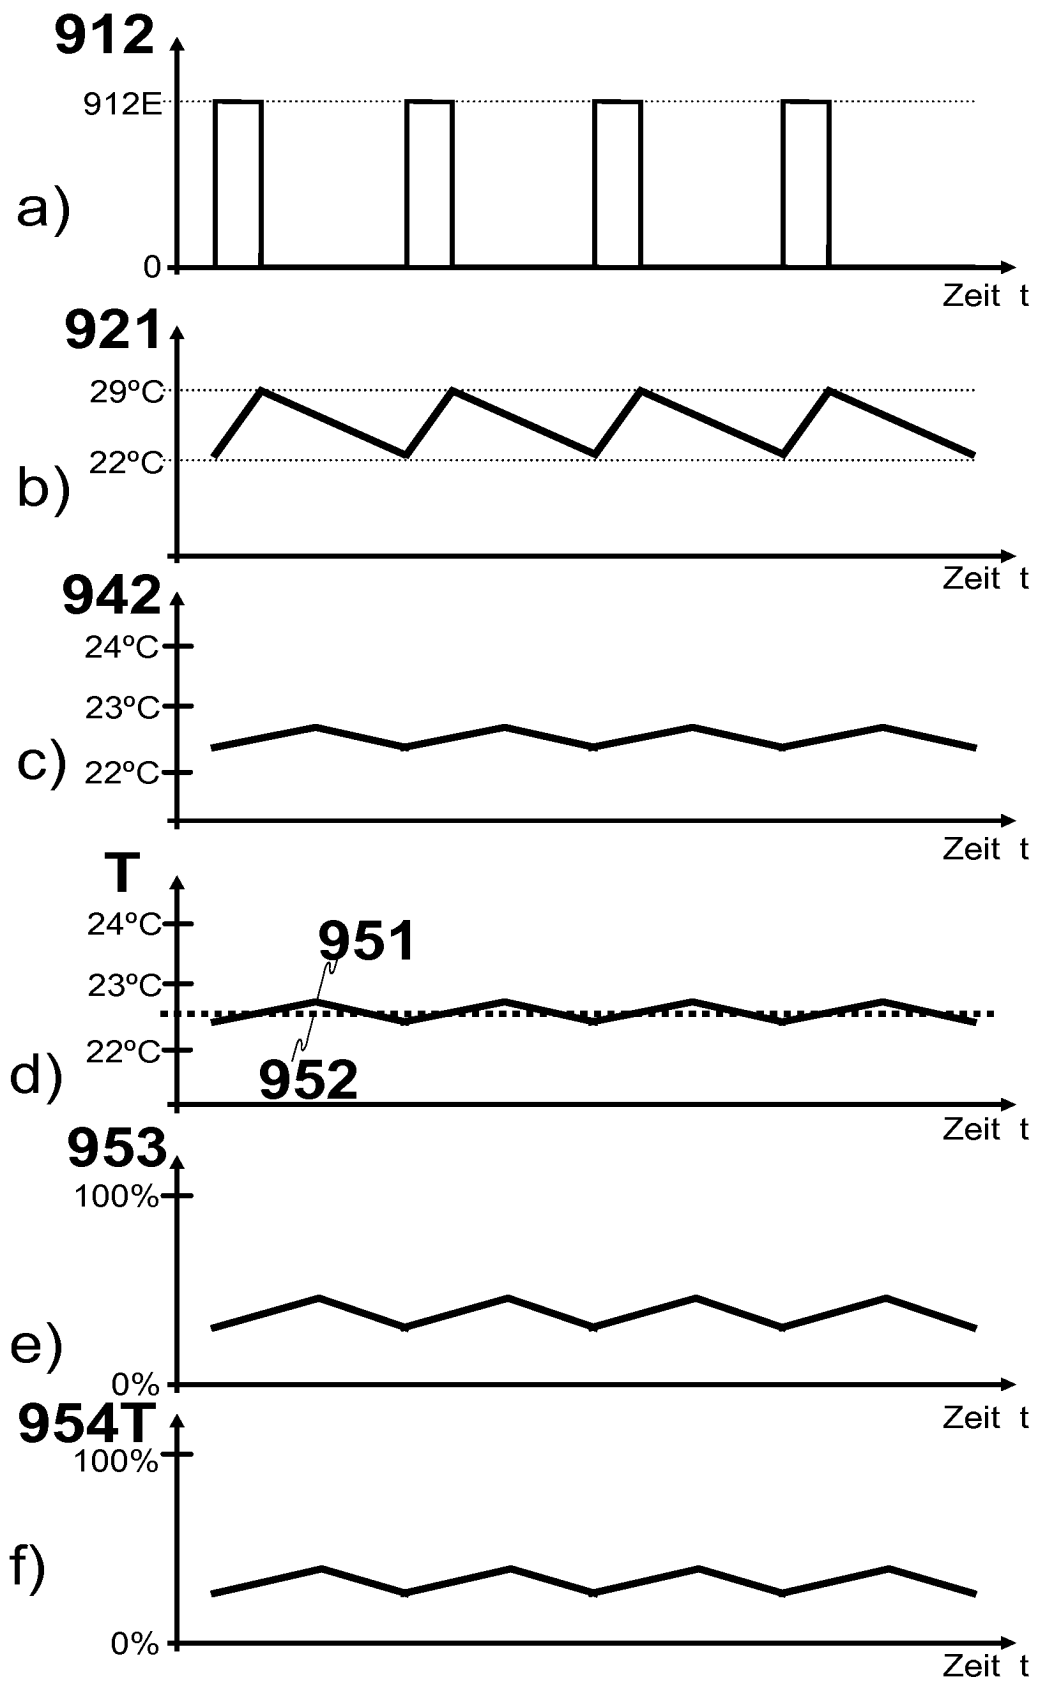 912
912E
a)
0
Zeit t
921
29ºC
22ºC
b)
Zeit t
942
24ºC
23ºC
c)
22ºC
Zeit t
T
24ºC
951
23ºC
22ºC
d)
952
Zeit t
953
100%
e)
0%
Zeit t
954T
100%
f)
0%
Zeit t